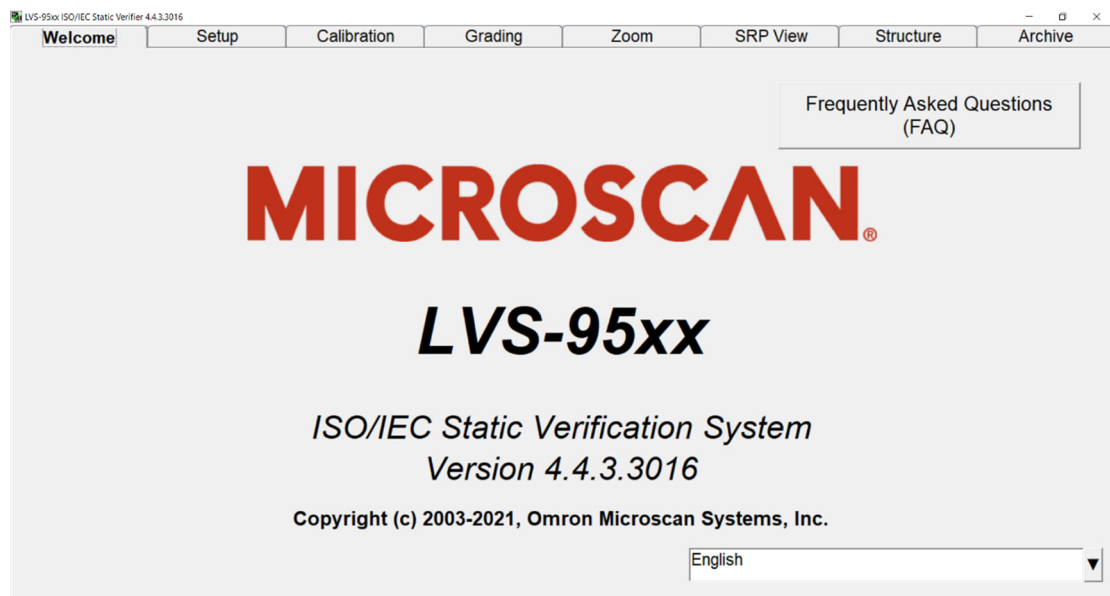 LVS-95xx ISO/IEC Static Verifier 4.4.3.3016
Welcome Setup Calibration Grading Zoom SRP View Structure Archive
Frequently Asked Questions
(FAQ)
MICROSCAN®
LVS-95xx
ISO/IEC Static Verification System
Version 4.4.3.3016
Copyright (c) 2003-2021, Omron Microscan Systems, Inc.
English